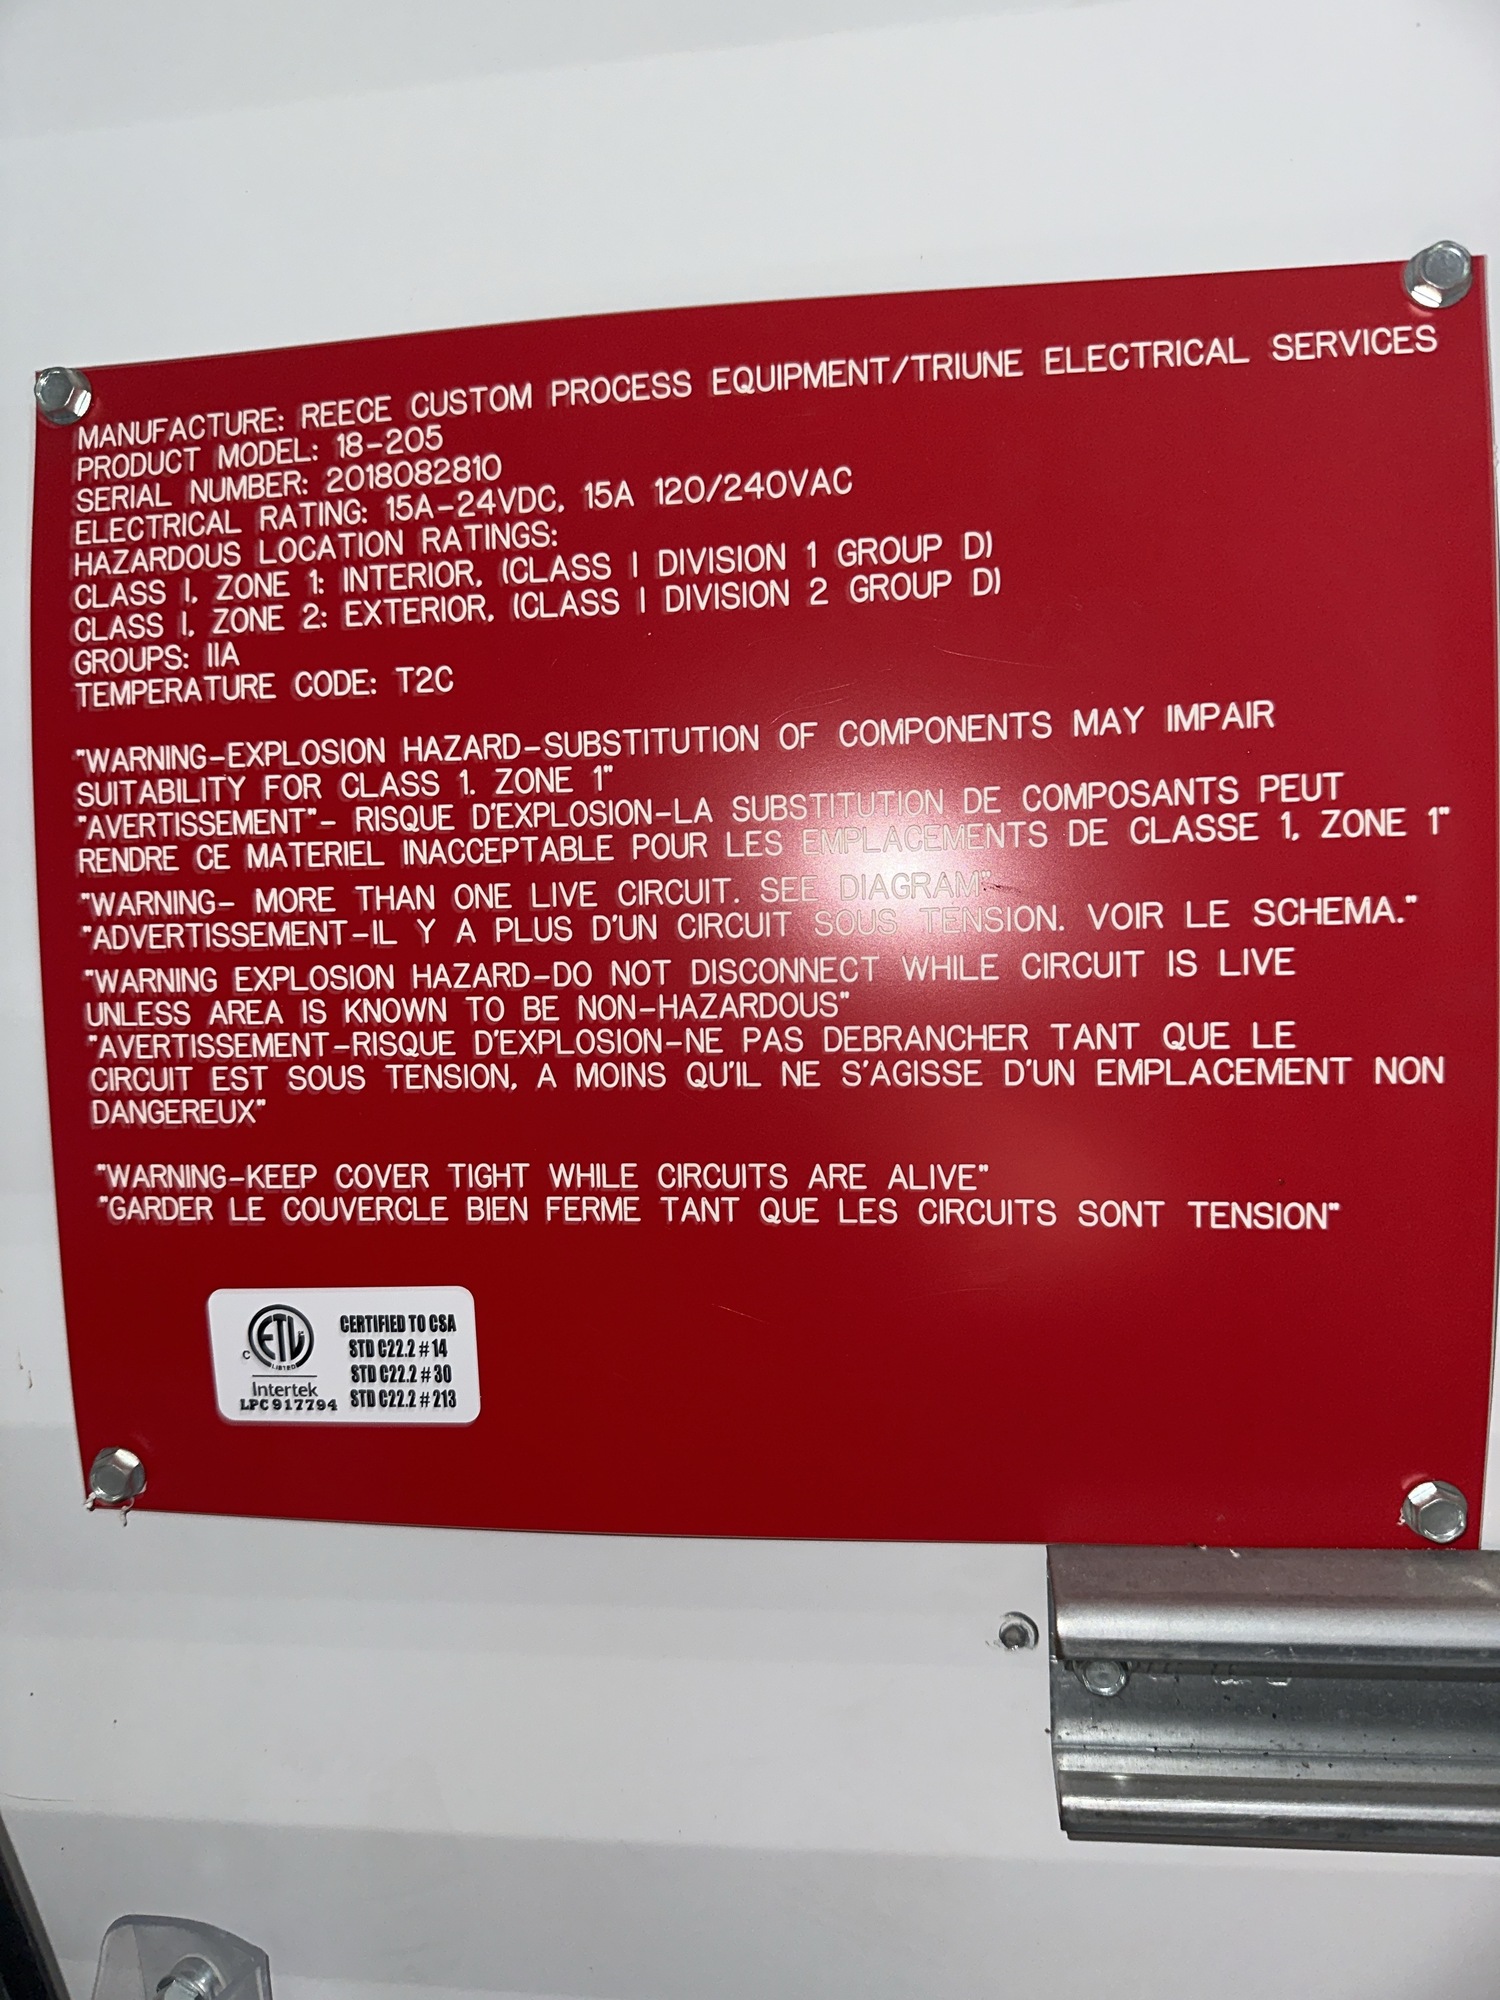 MANUFACTURE: REECE CUSTOM PROCESS EQUIPMENT/TRIUNE ELECTRICAL SERVICES
PRODUCT MODEL: 18-205
SERIAL NUMBER: 2018082810
ELECTRICAL RATING: 15A-24VDC, 15A 120/240VAC
HAZARDOUS LOCATION RATINGS:
CLASS I, ZONE 1: INTERIOR, (CLASS I DIVISION 1 GROUP D)
CLASS I, ZONE 2: EXTERIOR, (CLASS I DIVISION 2 GROUP D)
GROUPS: IIA
TEMPERATURE CODE: T2C
"WARNING-EXPLOSION HAZARD-SUBSTITUTION OF COMPONENTS MAY IMPAIR
SUITABILITY FOR CLASS 1, ZONE 1"
"AVERTISSEMENT"- RISQUE D'EXPLOSION-LA SUBSTITUTION DE COMPOSANTS PEUT
RENDRE CE MATERIEL INACCEPTABLE POUR LES EMPLACEMENTS DE CLASSE 1, ZONE 1"
"WARNING- MORE THAN ONE LIVE CIRCUIT. SEE DIAGRAM"
"ADVERTISSEMENT-IL Y A PLUS D'UN CIRCUIT SOUS TENSION. VOIR LE SCHEMA."
"WARNING EXPLOSION HAZARD-DO NOT DISCONNECT WHILE CIRCUIT IS LIVE
UNLESS AREA IS KNOWN TO BE NON-HAZARDOUS"
"AVERTISSEMENT-RISQUE D'EXPLOSION-NE PAS DEBRANCHER TANT QUE LE
CIRCUIT EST SOUS TENSION, A MOINS QU'IL NE S'AGISSE D'UN EMPLACEMENT NON
DANGEREUX"
"WARNING-KEEP COVER TIGHT WHILE CIRCUITS ARE ALIVE"
"GARDER LE COUVERCLE BIEN FERME TANT QUE LES CIRCUITS SONT TENSION"
C ETL LISTED
Intertek
LPC917794
CERTIFIED TO CSA
STD C22.2 # 14
STD C22.2 # 30
STD C22.2 # 213